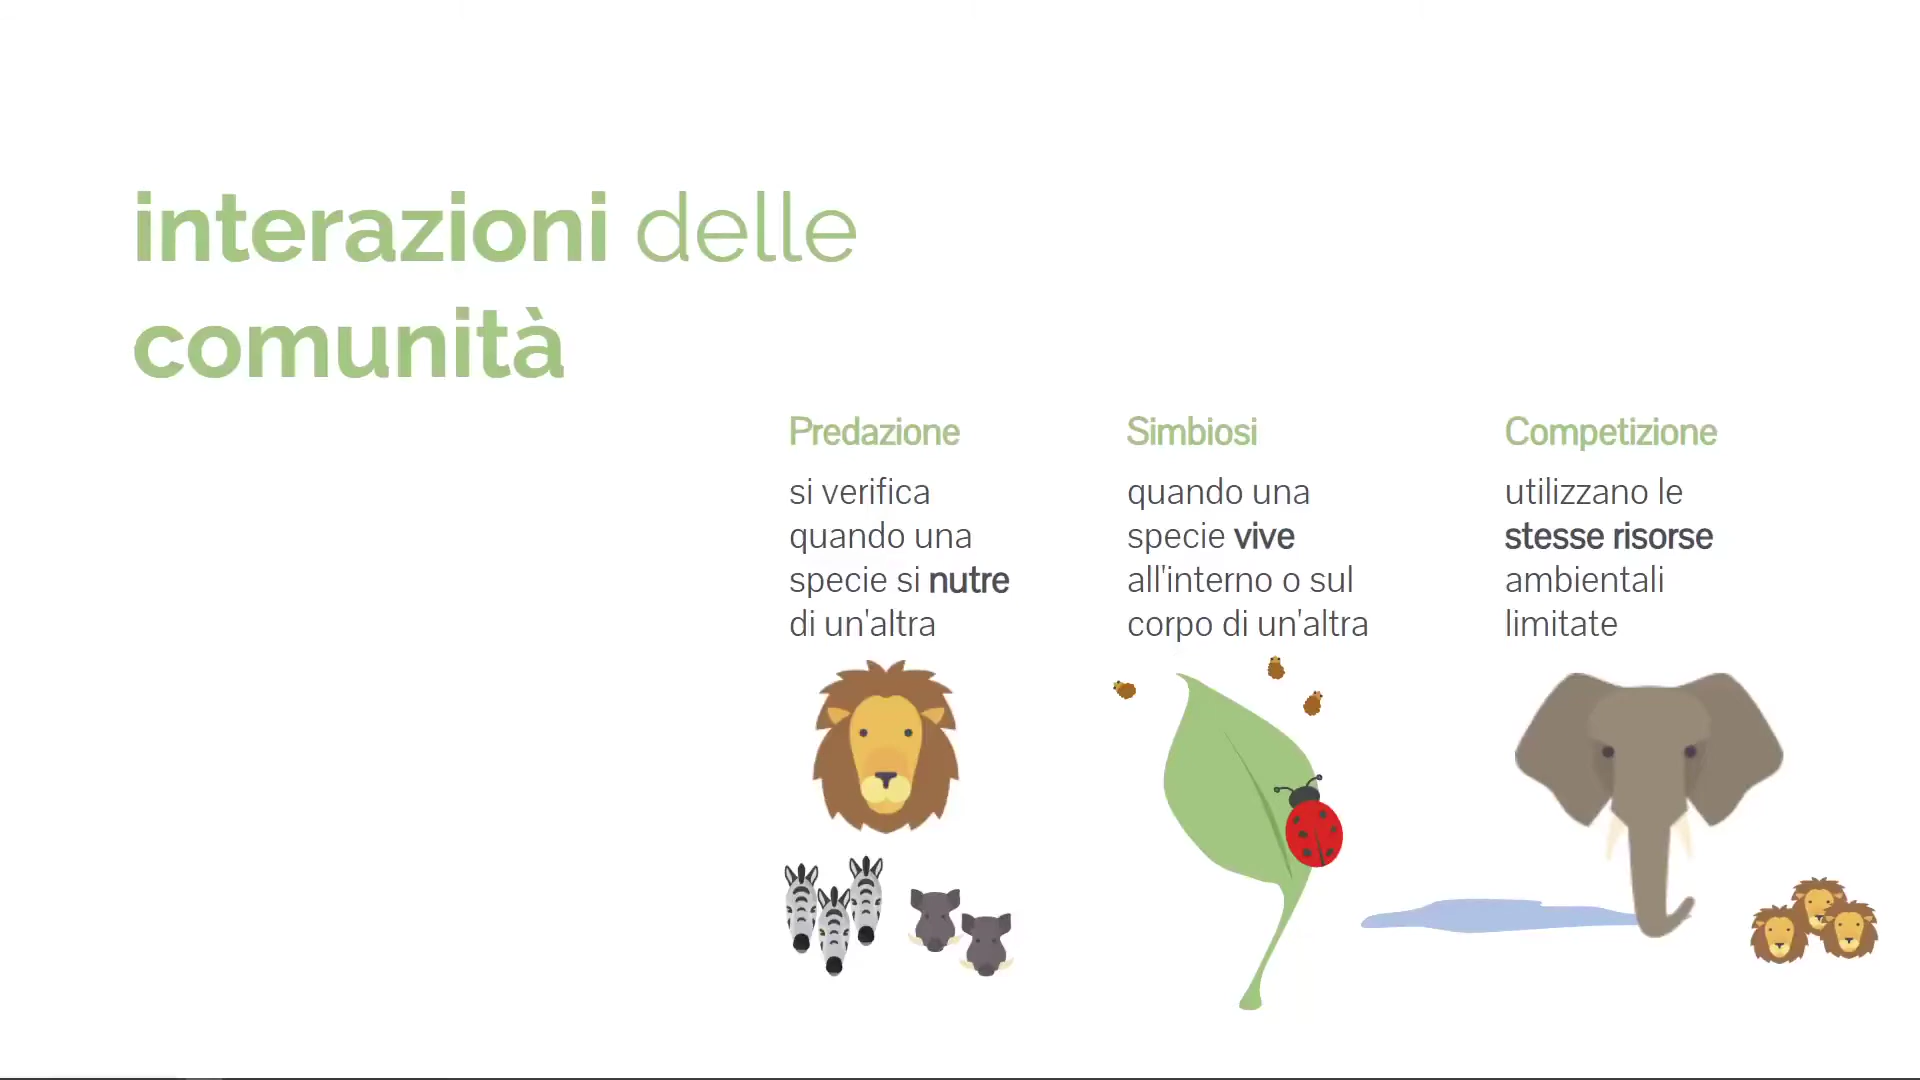 interazioni delle
comunità
Predazione
si verifica
quando una
specie si nutre
di un'altra
Simbiosi
quando una
specie vive
all'interno o sul
corpo di un'altra
Competizione
utilizzano le
stesse risorse
ambientali
limitate